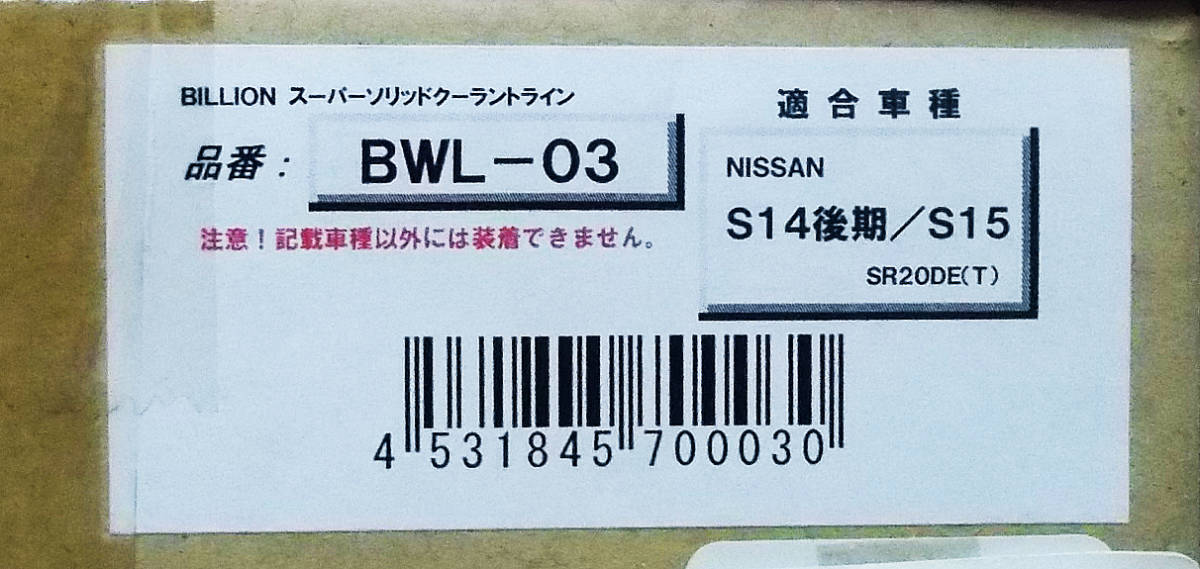 BILLION スーパーソリッドクーラントライン
品番：
BWL－03
注意！記載車種以外には装着できません。
適合車種
NISSAN
S14後期／S15
SR20DE(T)
4 531845 700030